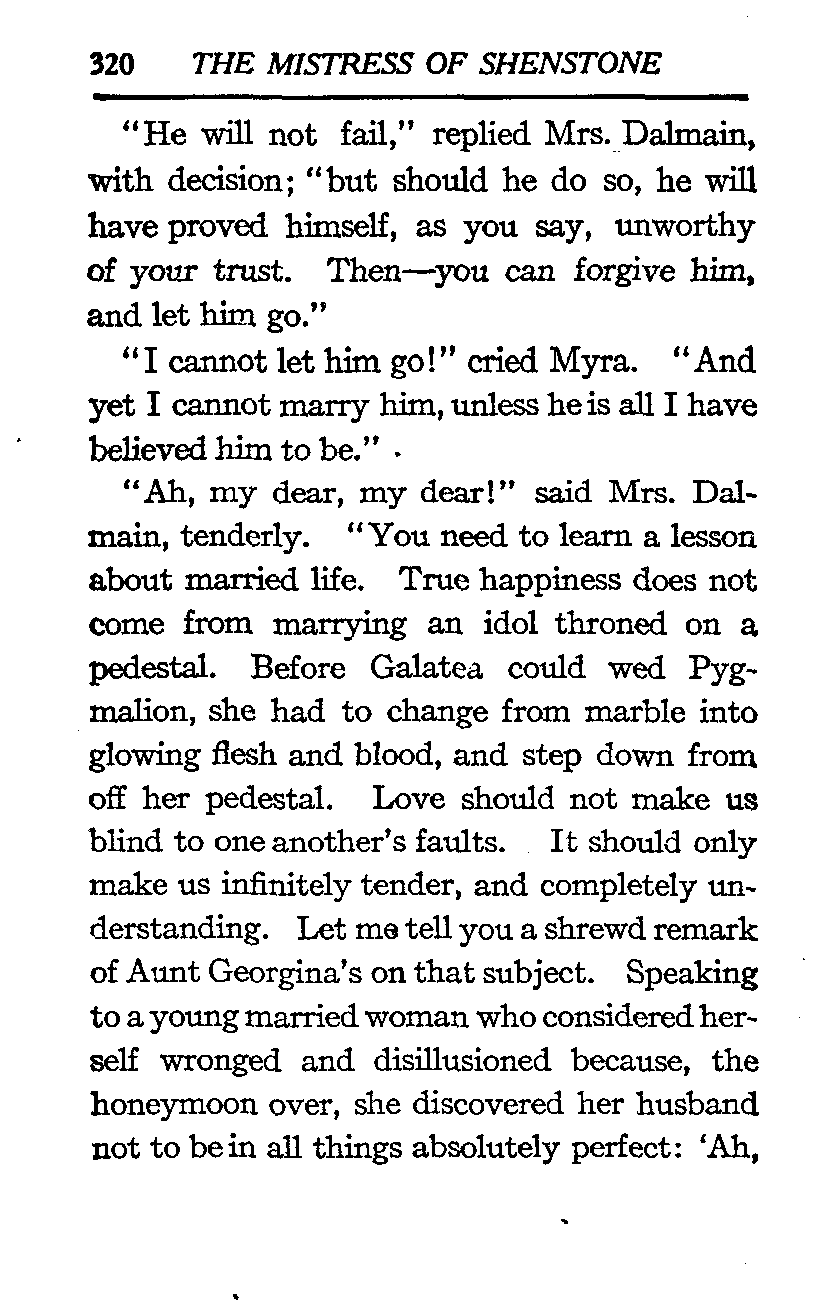 320 THE MISTRESS OF SHENSTONE
"He will not fail," replied Mrs. Dalmain,
with decision; "but should he do so, he will
have proved himself, as you say, unworthy
of your trust. Then—you can forgive him,
and let him go."
"I cannot let him go!" cried Myra. "And
yet I cannot marry him, unless he is all I have
believed him to be."
"Ah, my dear, my dear!" said Mrs. Dal-
main, tenderly. "You need to learn a lesson
about married life. True happiness does not
come from marrying an idol throned on a
pedestal. Before Galatea could wed Pyg-
malion, she had to change from marble into
glowing flesh and blood, and step down from
off her pedestal. Love should not make us
blind to one another's faults. It should only
make us infinitely tender, and completely un-
derstanding. Let me tell you a shrewd remark
of Aunt Georgina's on that subject. Speaking
to a young married woman who considered her-
self wronged and disillusioned because, the
honeymoon over, she discovered her husband
not to be in all things absolutely perfect: 'Ah,